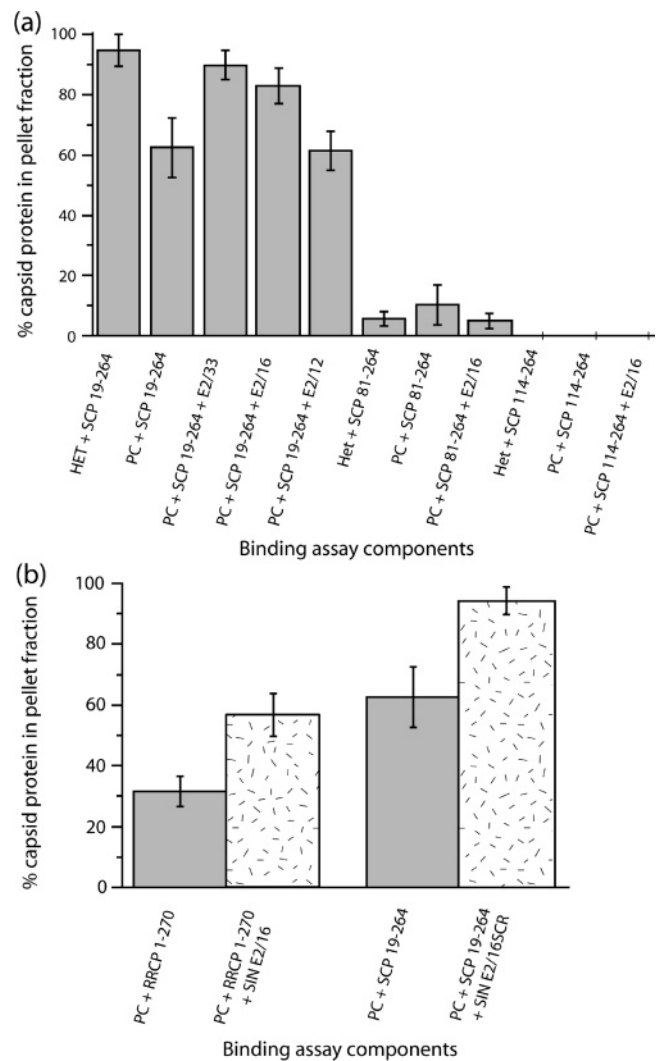 (a)
% capsid protein in pellet fraction
100
80
60
40
20
0
HET + SCP 19-264
PC + SCP 19-264
PC + SCP 19-264 + E2/33
PC + SCP 19-264 + E2/16
PC + SCP 19-264 + E2/12
Het + SCP 81-264
PC + SCP 81-264
PC + SCP 81-264 + E2/16
Het + SCP 114-264
PC + SCP 114-264
PC + SCP 114-264 + E2/16
Binding assay components
(b)
% capsid protein in pellet fraction
100
80
60
40
20
0
PC + RRCP 1-270
PC + RRCP 1-270
+ SIN E2/16
PC + SCP 19-264
PC + SCP 19-264
+ SIN E2/16SCR
Binding assay components